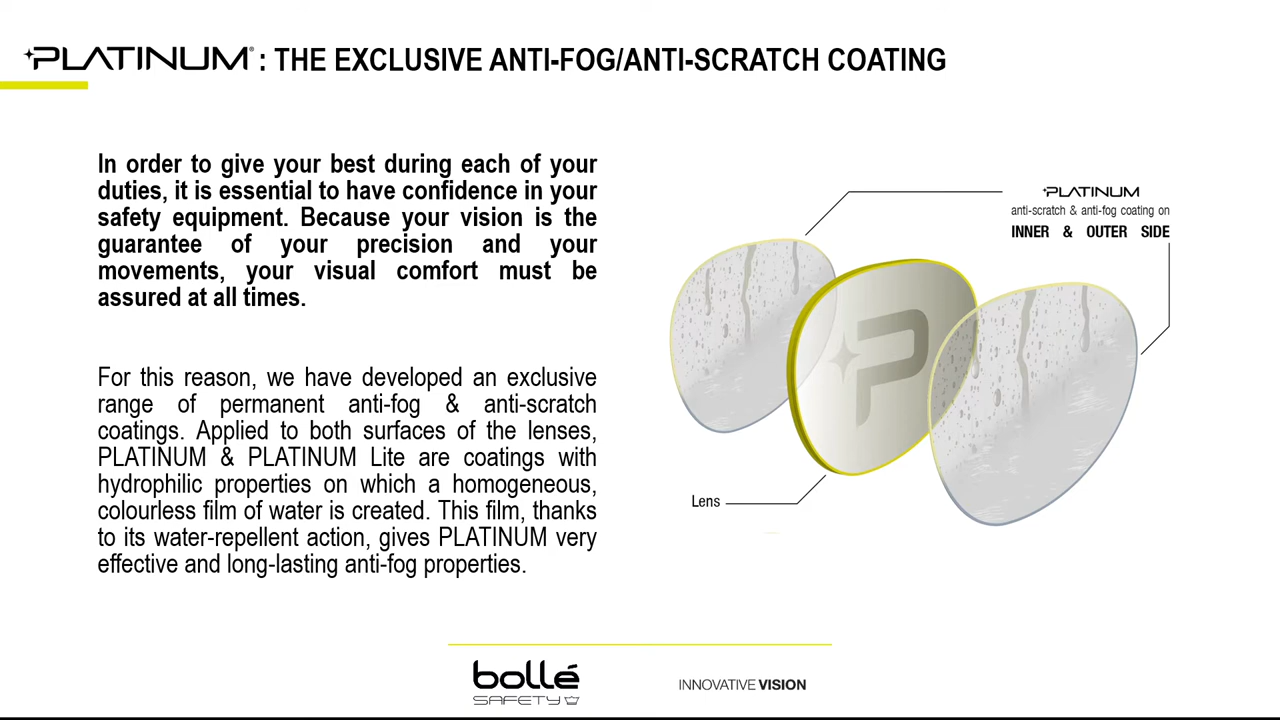 PLATINUM® : THE EXCLUSIVE ANTI-FOG/ANTI-SCRATCH COATING
In order to give your best during each of your
duties, it is essential to have confidence in your
safety equipment. Because your vision is the
guarantee of your precision and your
movements, your visual comfort must be
assured at all times.
For this reason, we have developed an exclusive
range of permanent anti-fog & anti-scratch
coatings. Applied to both surfaces of the lenses,
PLATINUM & PLATINUM Lite are coatings with
hydrophilic properties on which a homogeneous,
colourless film of water is created. This film, thanks
to its water-repellent action, gives PLATINUM very
effective and long-lasting anti-fog properties.
PLATINUM
anti-scratch & anti-fog coating on
INNER & OUTER SIDE
P
Lens
bollé
SAFETY
INNOVATIVE VISION